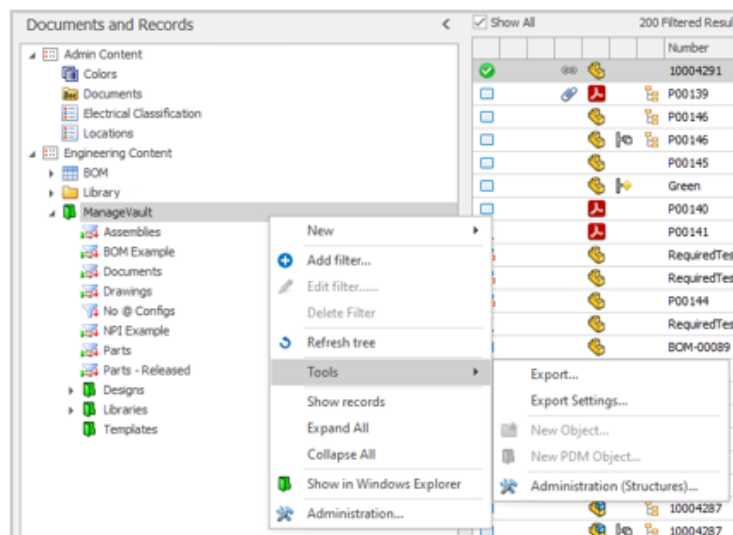 Documents and Records
Show All 200 Filtered Resul
Number
Admin Content
Colors
Documents
Electrical Classification
Locations
Engineering Content
BOM
Library
ManageVault
Assemblies
BOM Example
Documents
Drawings
No @ Configs
NPI Example
Parts
Parts - Released
Designs
Libraries
Templates
New
Add filter...
Edit filter......
Delete Filter
Refresh tree
Tools
Show records
Expand All
Collapse All
Show in Windows Explorer
Administration...
Export...
Export Settings...
New Object...
New PDM Object...
Administration (Structures)...
10004291
P00139
P00146
P00146
P00145
Green
P00140
P00141
RequiredTes
RequiredTes
P00144
RequiredTes
BOM-00089
10004287
10004287